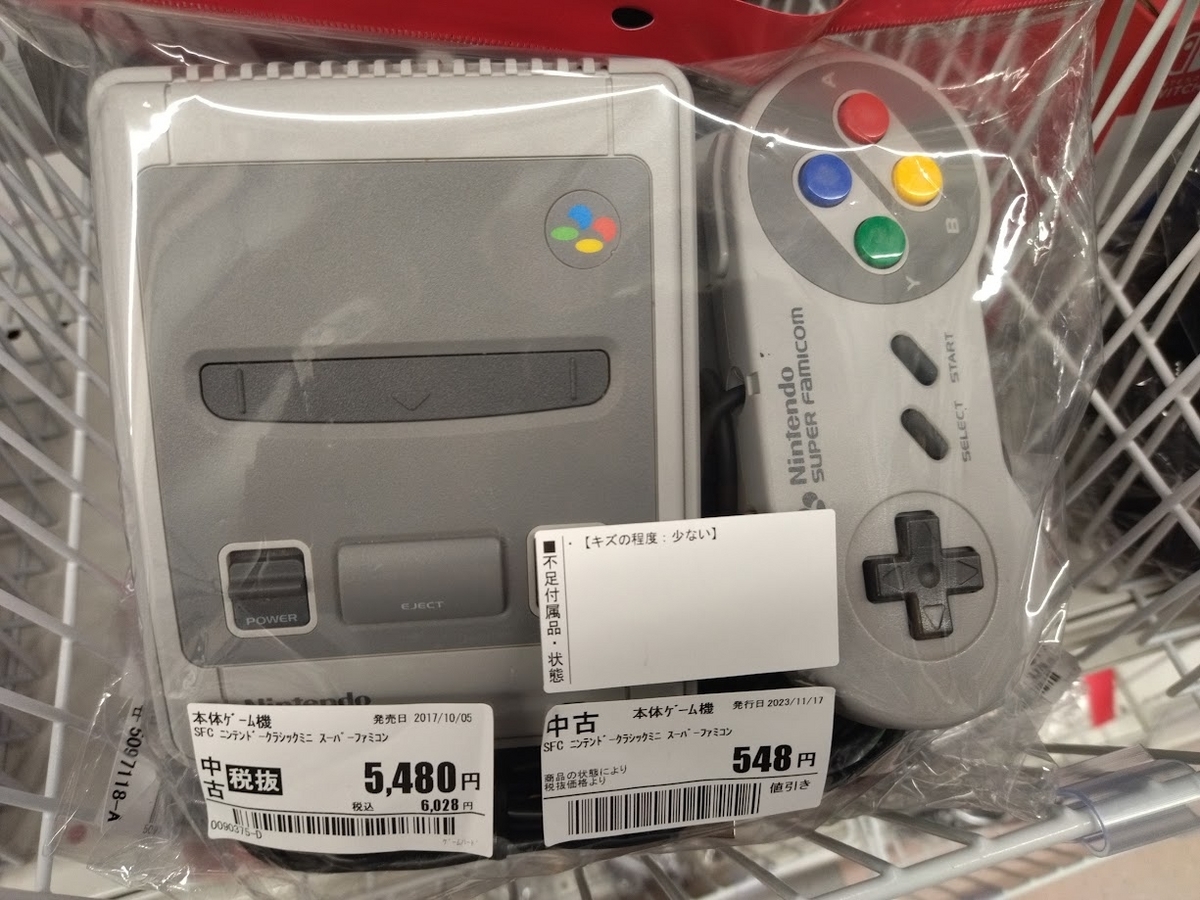 A
B
Y
START
SELECT
Nintendo
SUPER FAMICOM
POWER
EJECT
Nintendo
■不足付属品・状態
・【キズの程度：少ない】
本体ｹﾞｰﾑ機 発売日 2017/10/05
SFC ﾆﾝﾃﾝﾄﾞｰｸﾗｼｯｸﾐﾆ ｽｰﾊﾟｰﾌｧﾐｺﾝ
中古 税抜 5,480円
税込 6,028円
0090375-D
中古 本体ｹﾞｰﾑ機 発行日 2023/11/17
SFC ﾆﾝﾃﾝﾄﾞｰｸﾗｼｯｸﾐﾆ ｽｰﾊﾟｰﾌｧﾐｺﾝ
商品の状態により
税抜価格より
548円
値引き
5097118-A